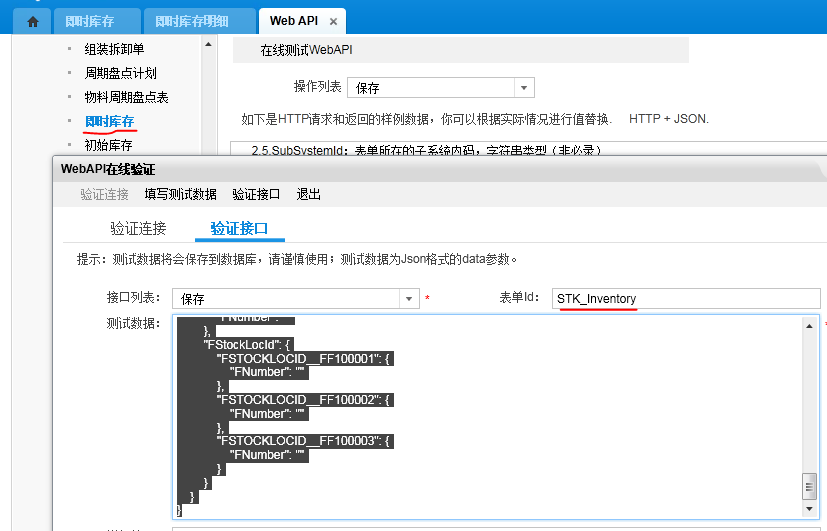 即时库存 即时库存明细 Web API ×
组装拆卸单 在线测试WebAPI
周期盘点计划 操作列表 保存
物料周期盘点表 如下是HTTP请求和返回的样例数据，你可以根据实际情况进行值替换. HTTP + JSON.
即时库存
初始库存 2.5.SubSystemId：表单所在的子系统内码，字符串类型（非必录）
WebAPI在线验证
验证连接 填写测试数据 验证接口 退出
验证连接 验证接口
提示：测试数据将会保存到数据库，请谨慎使用；测试数据为Json格式的data参数。
接口列表： 保存 * 表单Id： STK_Inventory
测试数据： "FNumber": ""
},
"FStockLocId": {
"FSTOCKLOCID__FF100001": {
"FNumber": ""
},
"FSTOCKLOCID__FF100002": {
"FNumber": ""
},
"FSTOCKLOCID__FF100003": {
"FNumber": ""
}
}
}
}